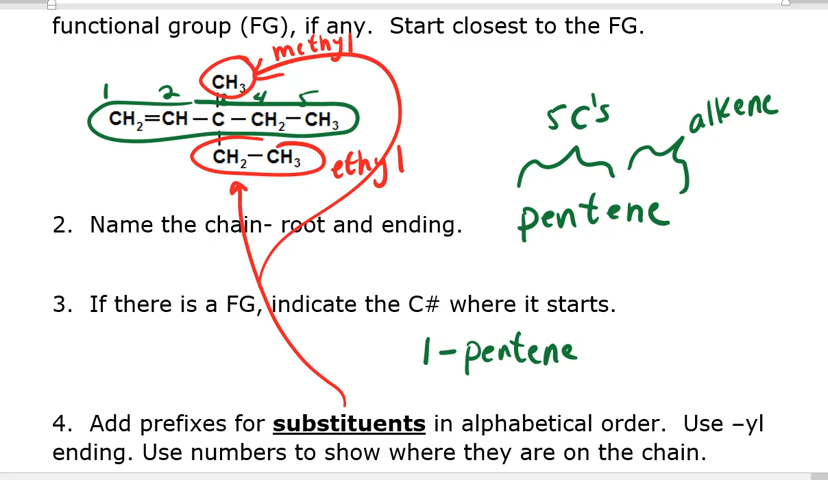 functional group (FG), if any. Start closest to the FG.
methyl
CH3
1 2 4 5
CH2=CH–C–CH2–CH3
CH2–CH3
ethyl
5C's alkene
pentene
2. Name the chain- root and ending.
3. If there is a FG, indicate the C# where it starts.
1-pentene
4. Add prefixes for substituents in alphabetical order. Use –yl
ending. Use numbers to show where they are on the chain.